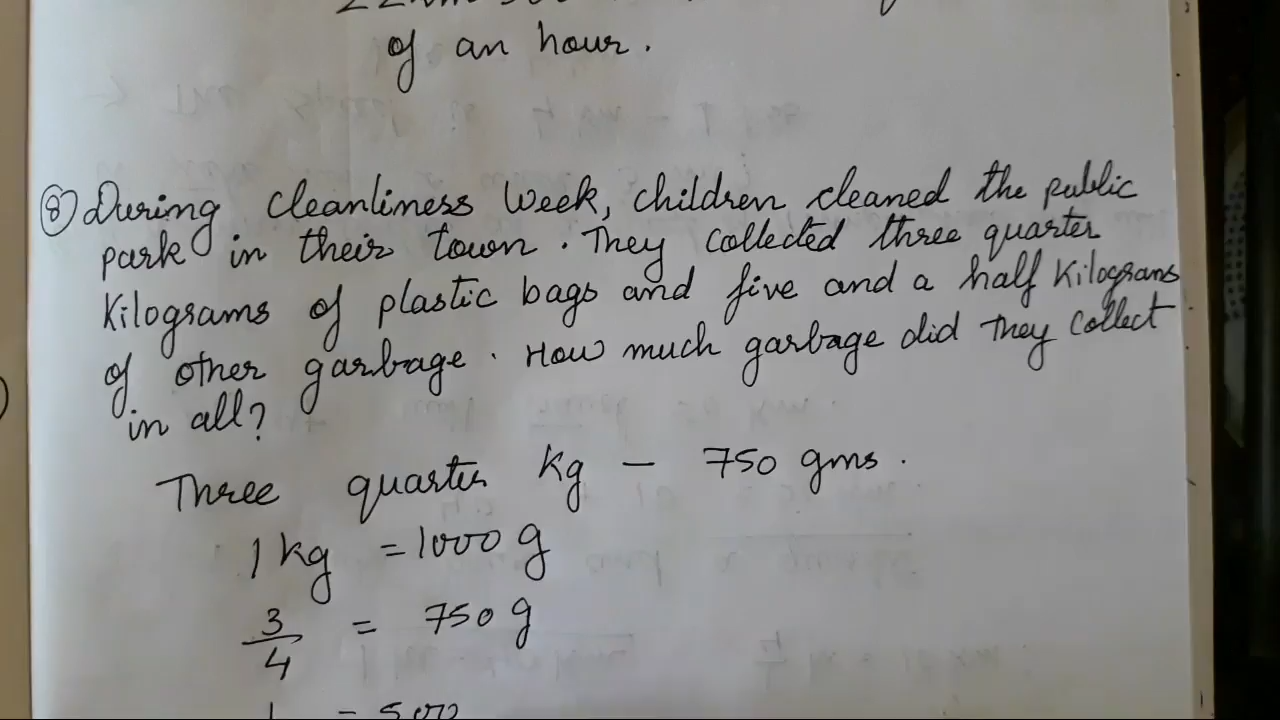 of an hour.
⑧ During cleanliness week, children cleaned the public
park in their town. They collected three quarter
kilograms of plastic bags and five and a half kilograms
of other garbage. How much garbage did they collect
in all?
Three quarter kg - 750 gms.
1 kg = 1000 g
3/4 = 750 g
= 500